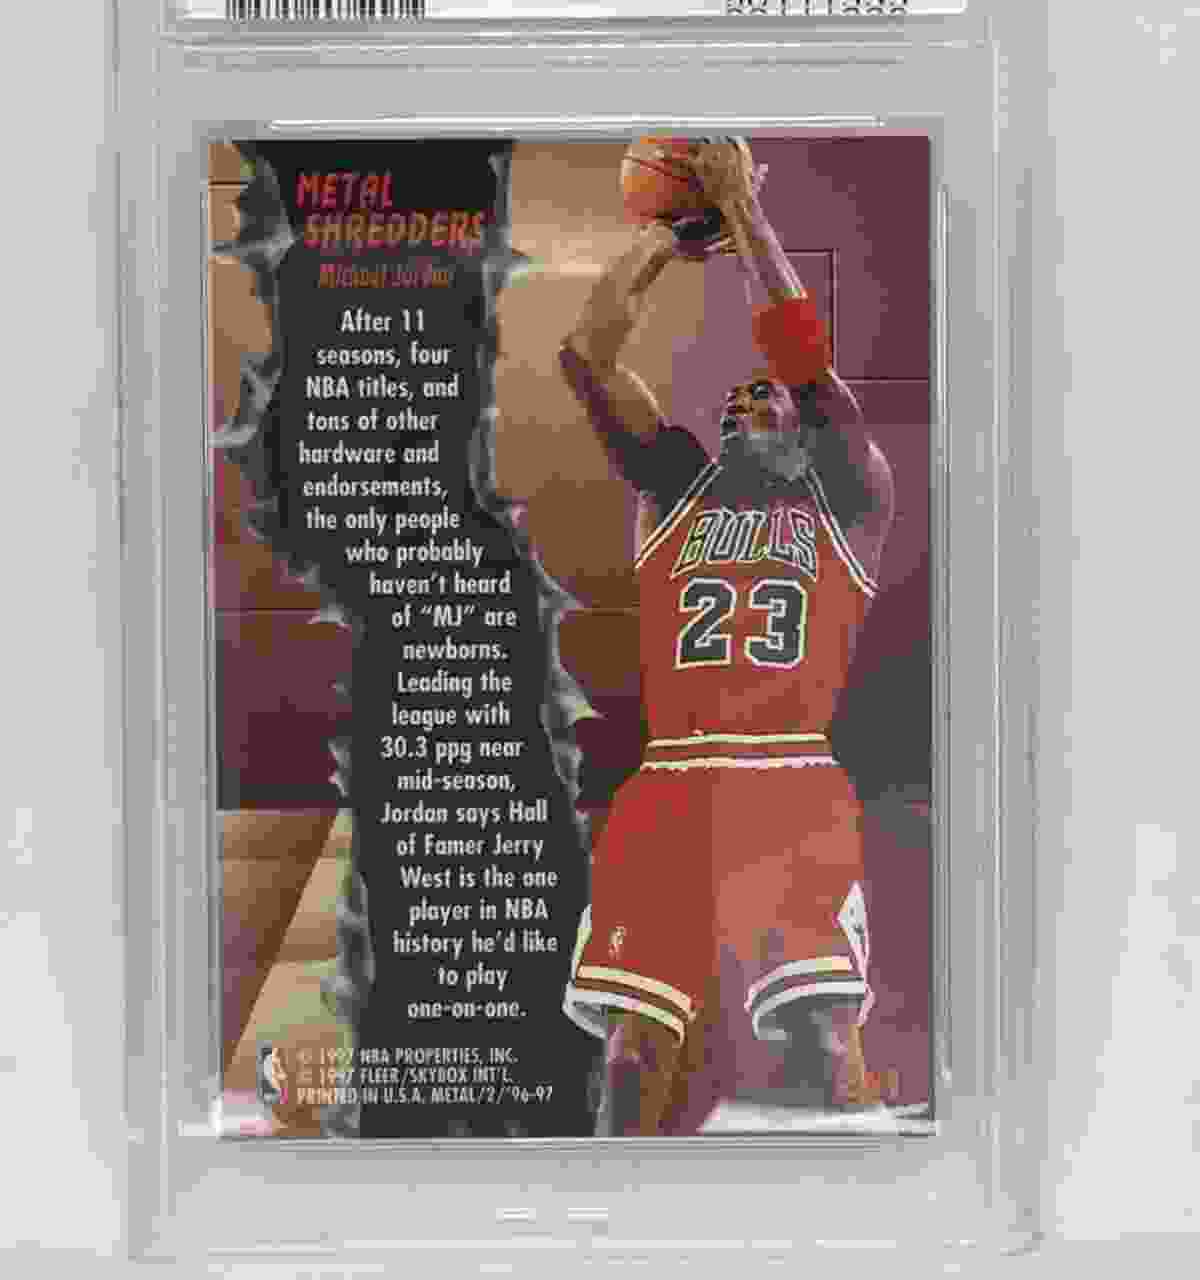 METAL
SHREDDERS
Michael Jordan
After 11
seasons, four
NBA titles, and
tons of other
hardware and
endorsements,
the only people
who probably
haven't heard
of "MJ" are
newborns.
Leading the
league with
30.3 ppg near
mid-season,
Jordan says Hall
of Famer Jerry
West is the one
player in NBA
history he'd like
to play
one-on-one.
© 1997 NBA PROPERTIES, INC.
© 1997 FLEER/SKYBOX INT'L.
PRINTED IN U.S.A. METAL/2/'96-97
BULLS
23